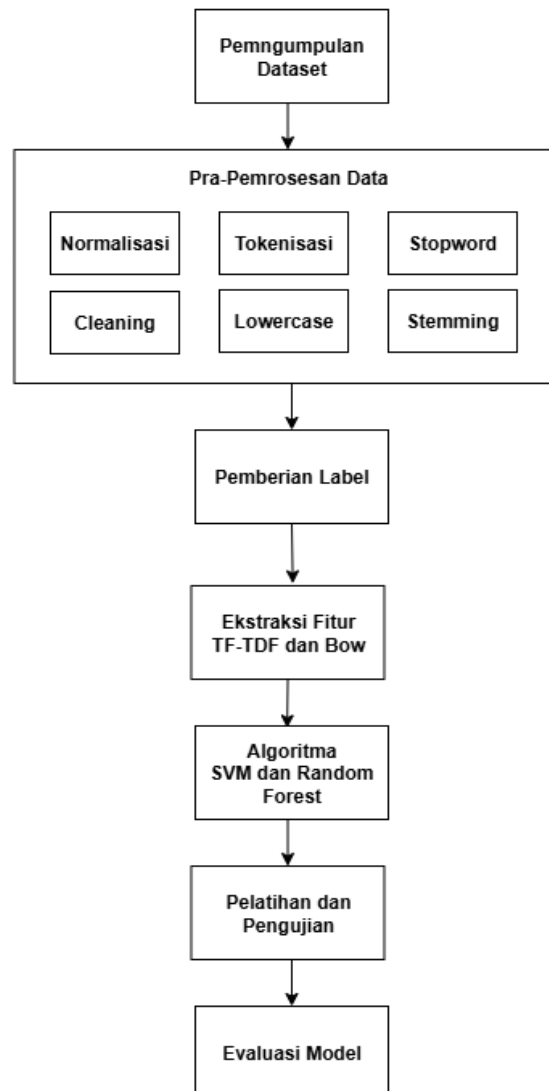 Pemngumpulan
Dataset
Pra-Pemrosesan Data
Normalisasi
Tokenisasi
Stopword
Cleaning
Lowercase
Stemming
Pemberian Label
Ekstraksi Fitur
TF-TDF dan Bow
Algoritma
SVM dan Random
Forest
Pelatihan dan
Pengujian
Evaluasi Model